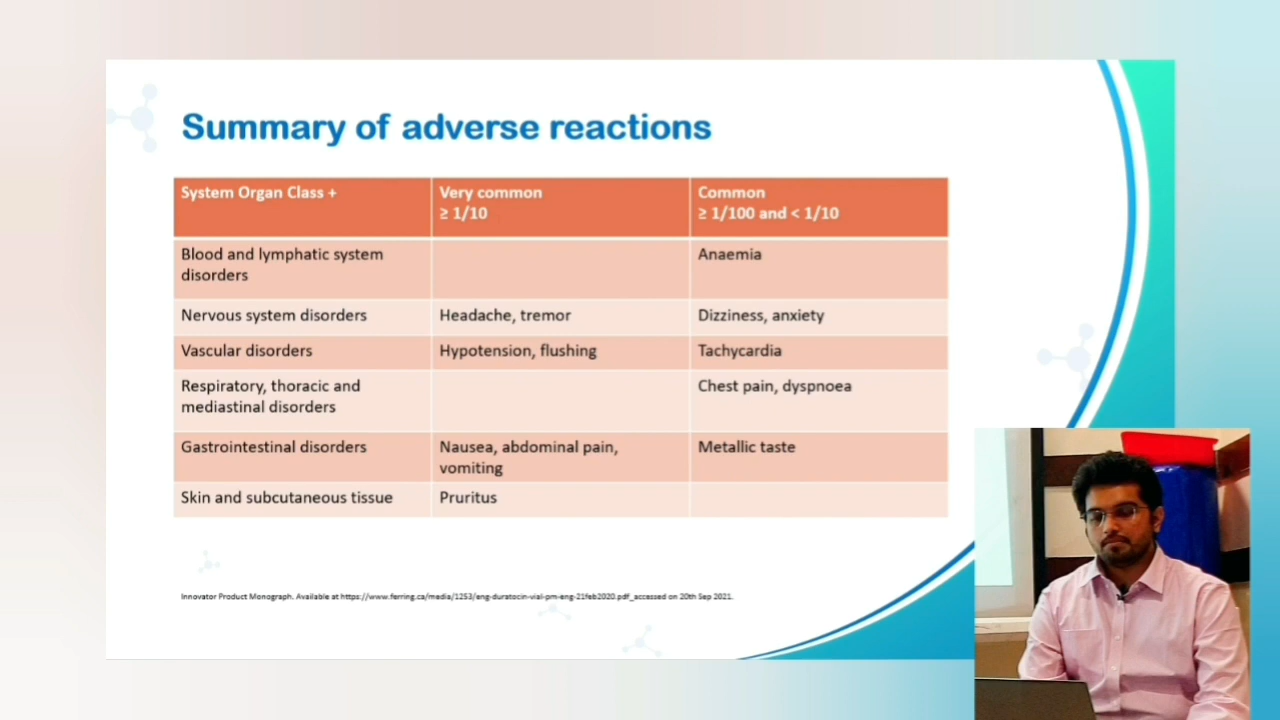 Summary of adverse reactions
System Organ Class +
Very common
≥ 1/10
Common
≥ 1/100 and < 1/10
Blood and lymphatic system
disorders
Anaemia
Nervous system disorders
Headache, tremor
Dizziness, anxiety
Vascular disorders
Hypotension, flushing
Tachycardia
Respiratory, thoracic and
mediastinal disorders
Chest pain, dyspnoea
Gastrointestinal disorders
Nausea, abdominal pain,
vomiting
Metallic taste
Skin and subcutaneous tissue
Pruritus
Innovator Product Monograph. Available at https://www.ferring.ca/media/1253/eng-duratocin-vial-pm-eng-21feb2020.pdf_accessed on 20th Sep 2021.